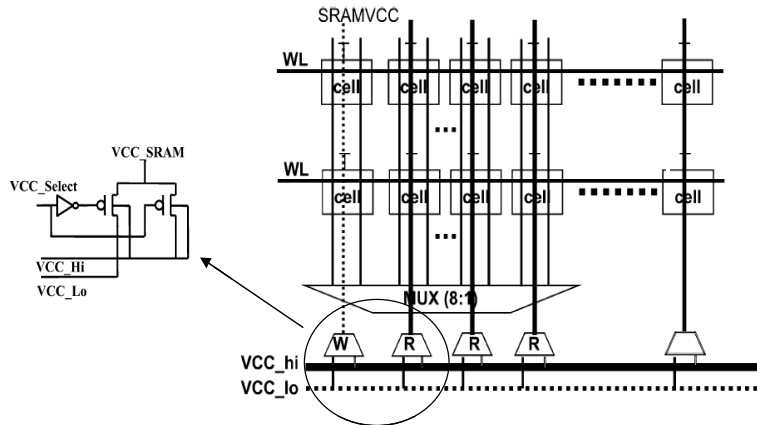 SRAMVCC
WL
cell cell cell cell cell
VCC_SRAM
VCC_Select
WL
cell cell cell cell cell
VCC_Hi
VCC_Lo
MUX (8:1)
W R R R
VCC_hi
VCC_lo